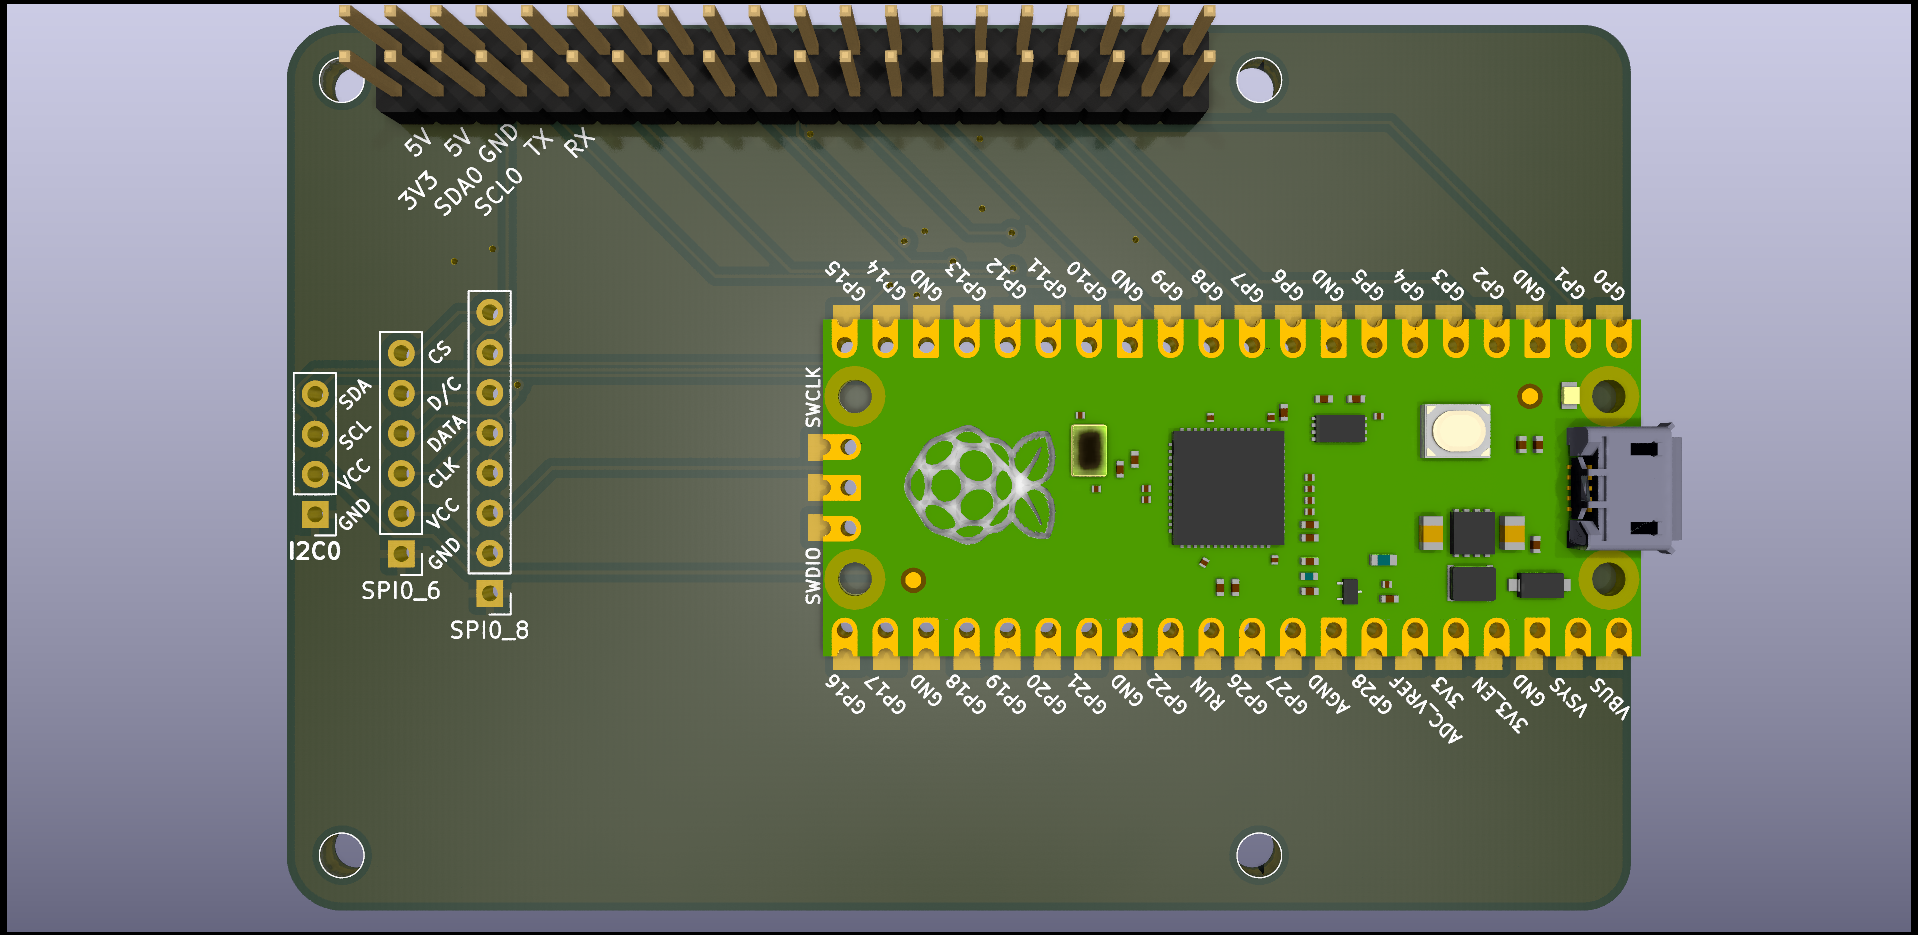 5V
5V
GND
TX
RX
3V3
SDA0
SCL0
GP15
GP14
GND
GP13
GP12
GP11
GP10
GND
GP9
GP8
GP7
GP6
GND
GP5
GP4
GP3
GP2
GND
GP1
GP0
SWCLK
SWDIO
SDA
SCL
VCC
GND
I2C0
CS
D/C
DATA
CLK
VCC
GND
SPI0_6
SPI0_8
GP16
GP17
GND
GP18
GP19
GP20
GP21
GND
GP22
RUN
GP26
GP27
AGND
GP28
ADC_VREF
3V3
3V3_EN
GND
VSYS
VBUS